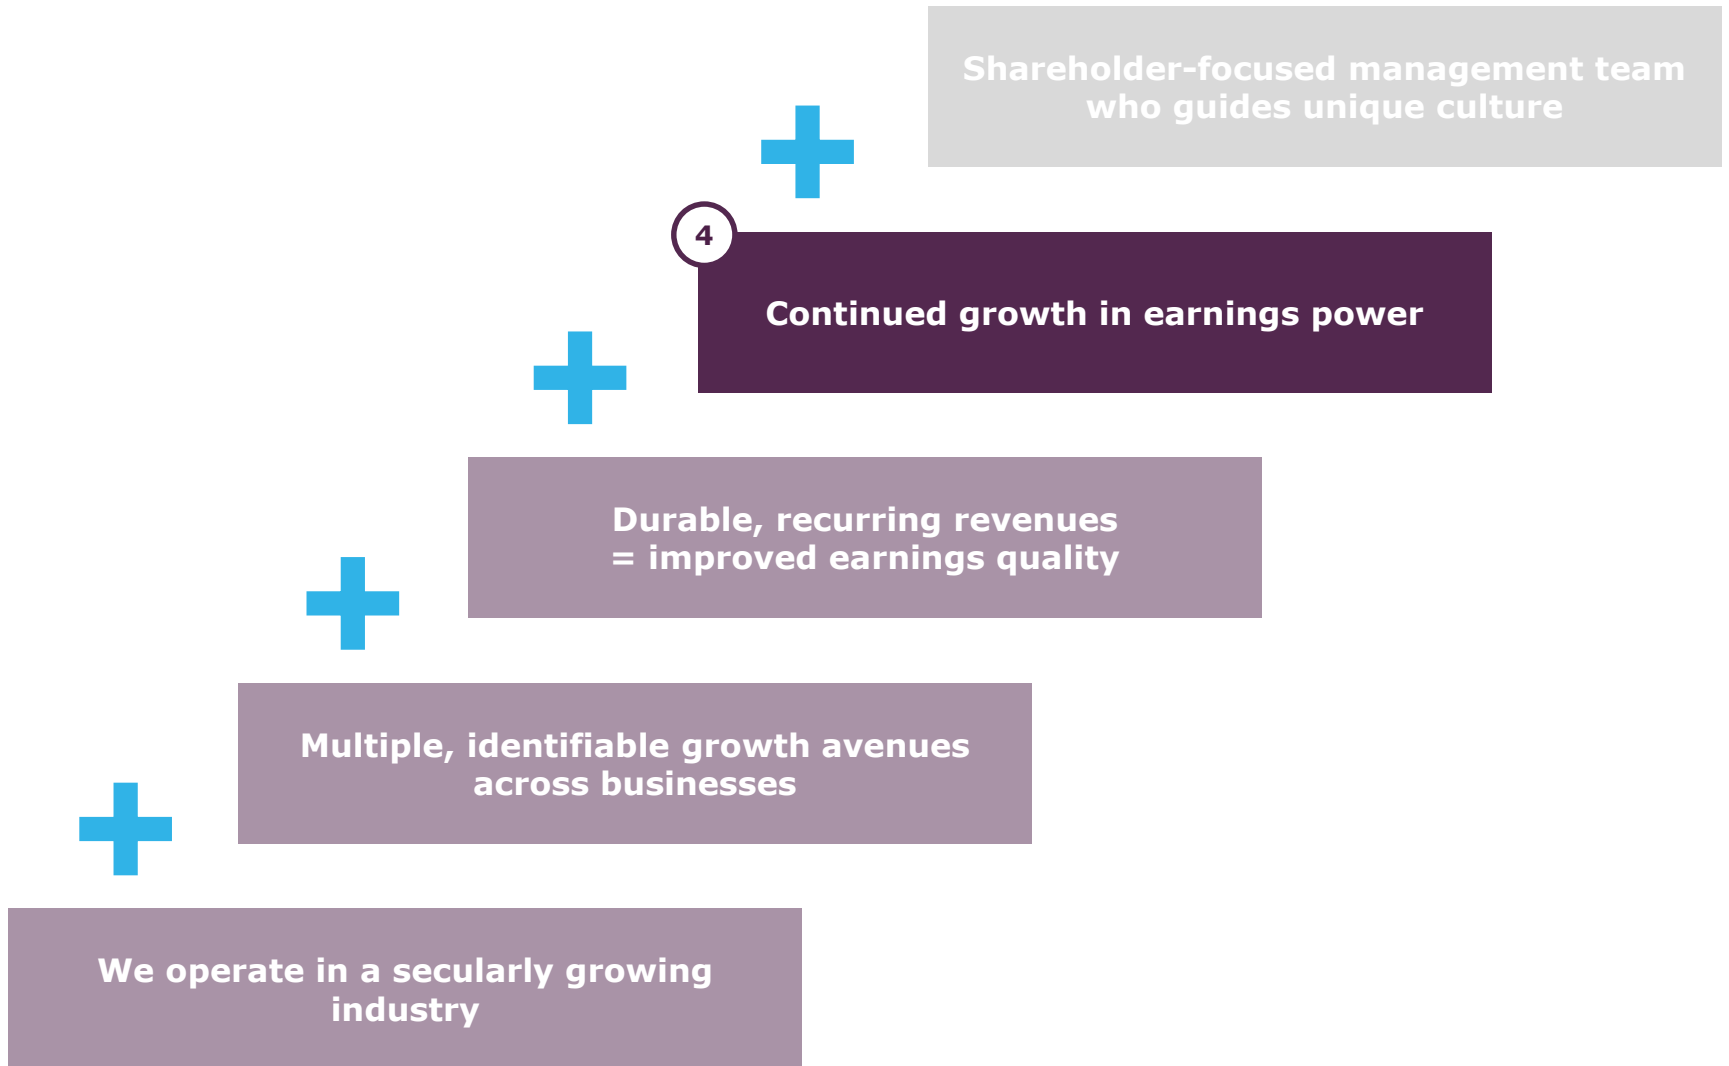 Shareholder-focused management team
who guides unique culture
4
Continued growth in earnings power
Durable, recurring revenues
= improved earnings quality
Multiple, identifiable growth avenues
across businesses
We operate in a secularly growing
industry